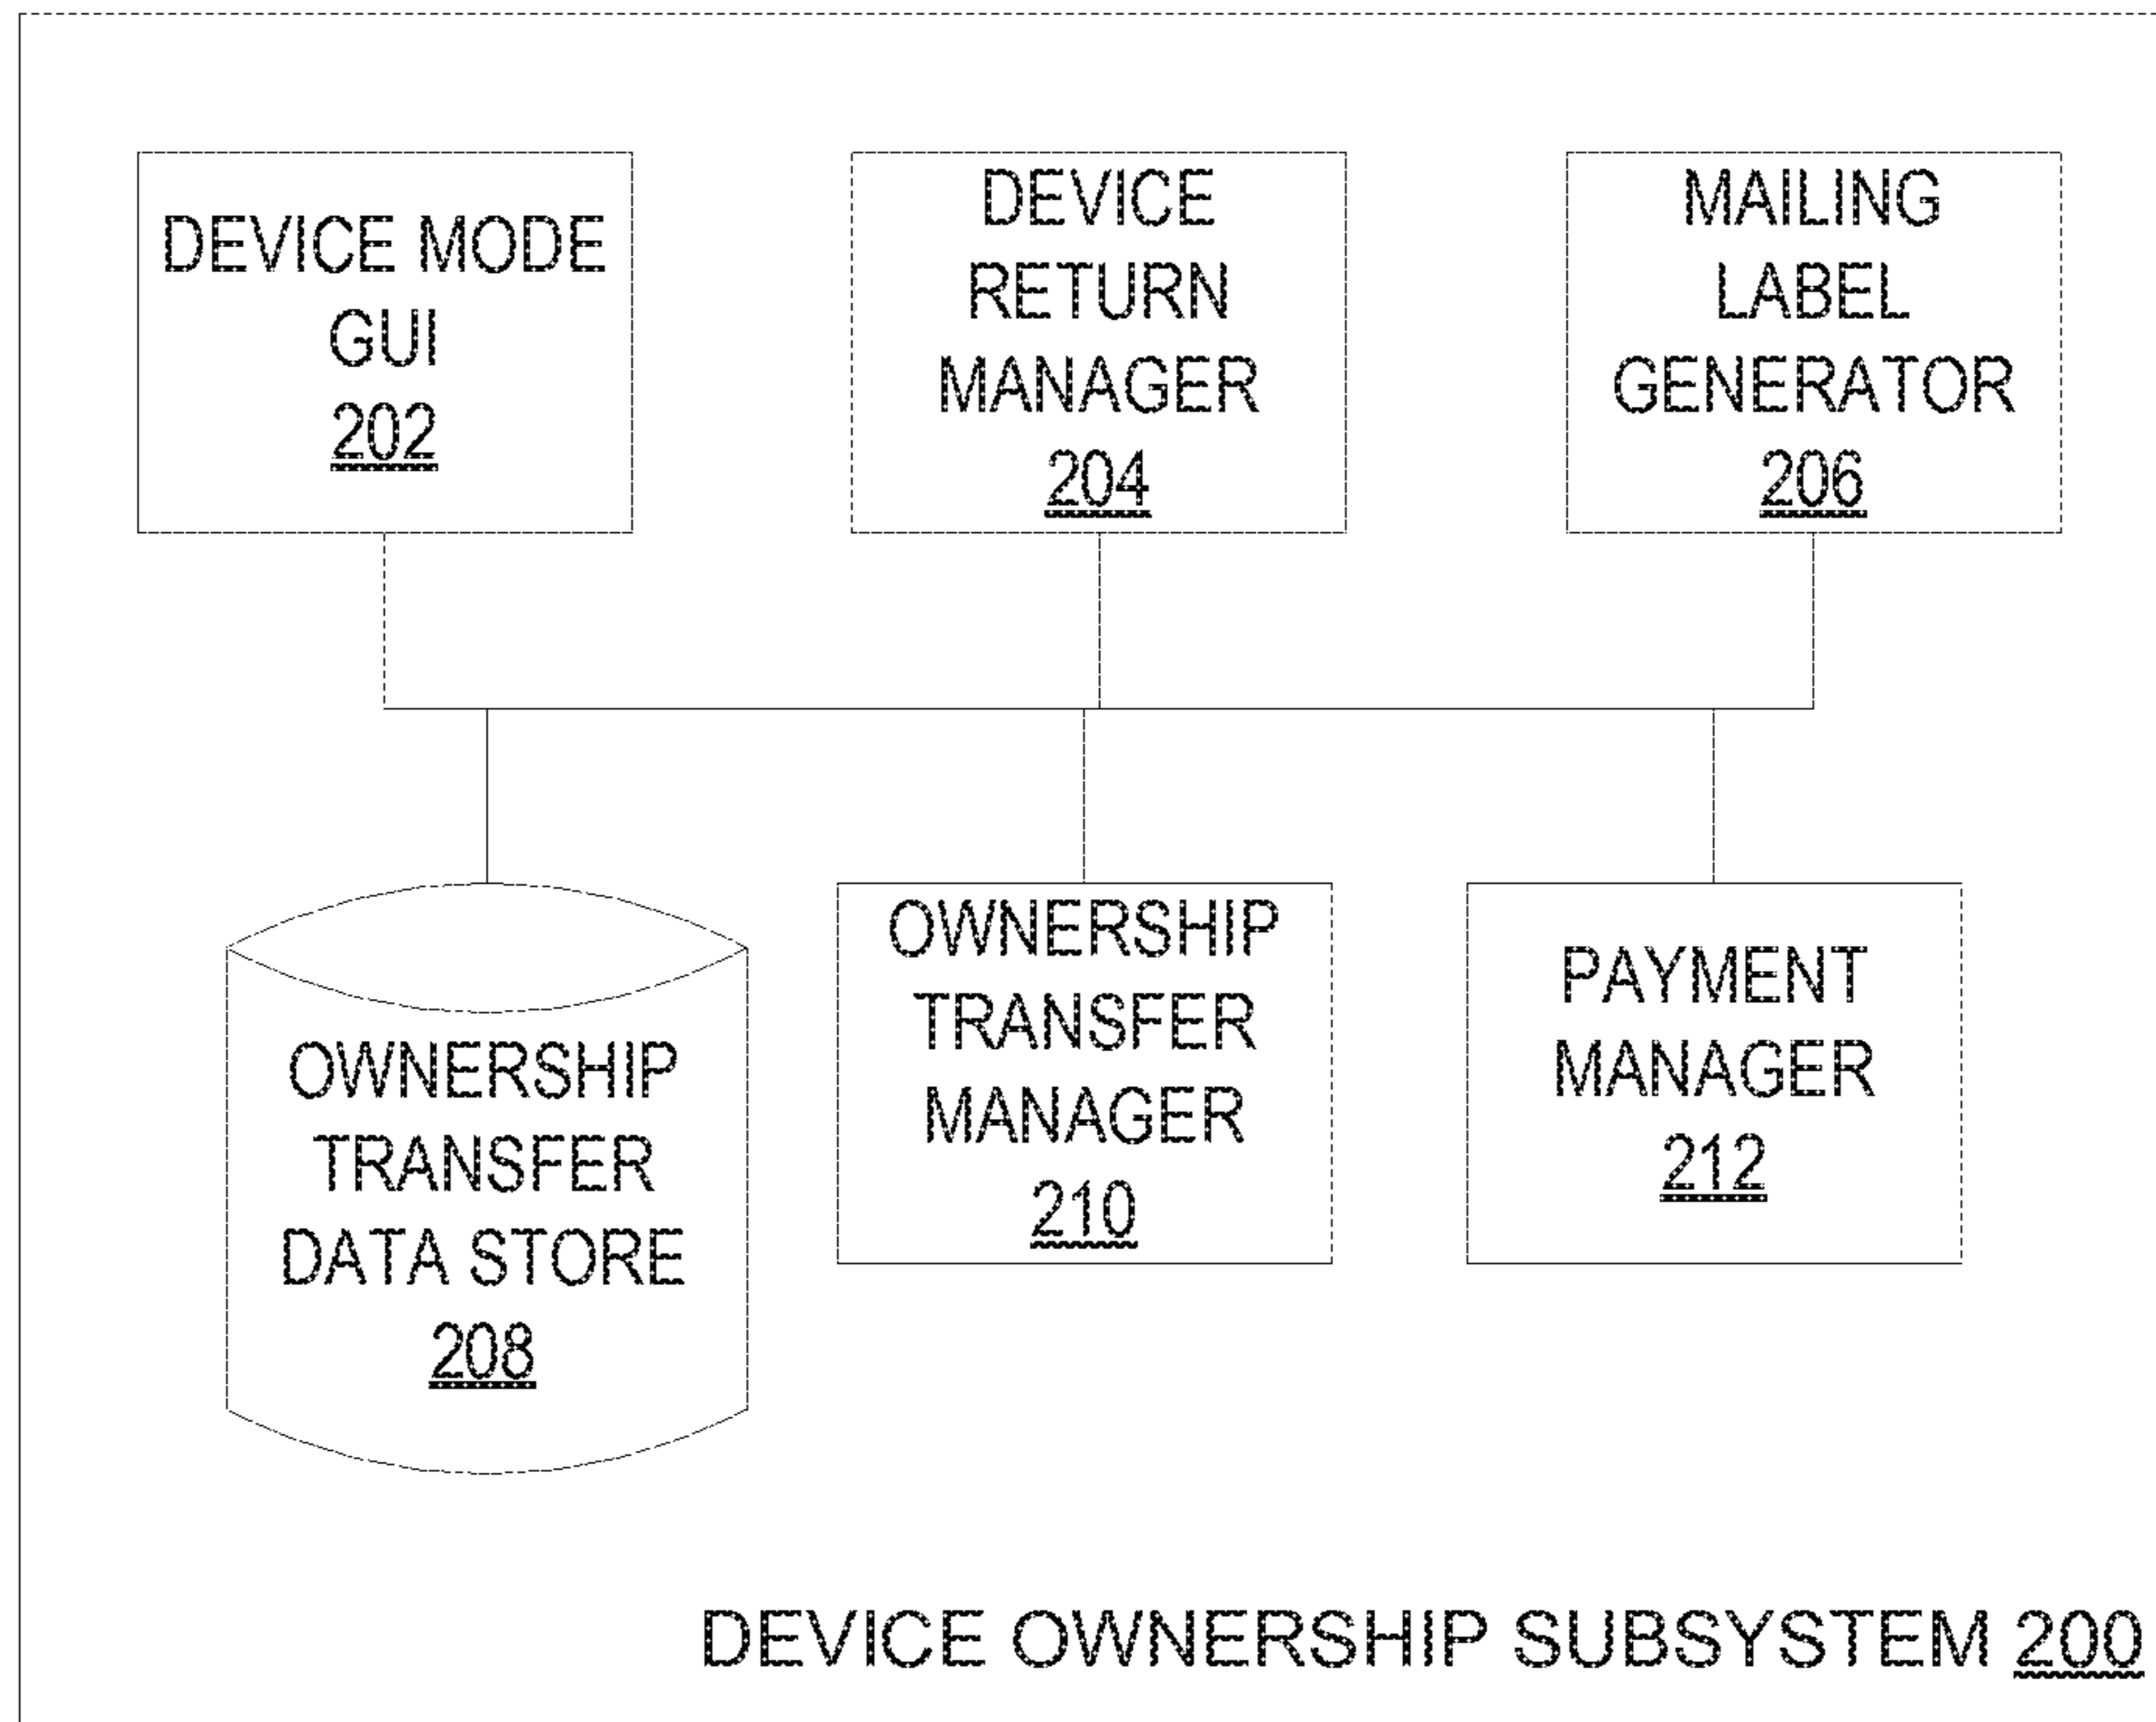 DEVICE MODE
GUI
202
DEVICE
RETURN
MANAGER
204
MAILING
LABEL
GENERATOR
206
OWNERSHIP
TRANSFER
DATA STORE
208
OWNERSHIP
TRANSFER
MANAGER
210
PAYMENT
MANAGER
212
DEVICE OWNERSHIP SUBSYSTEM 200